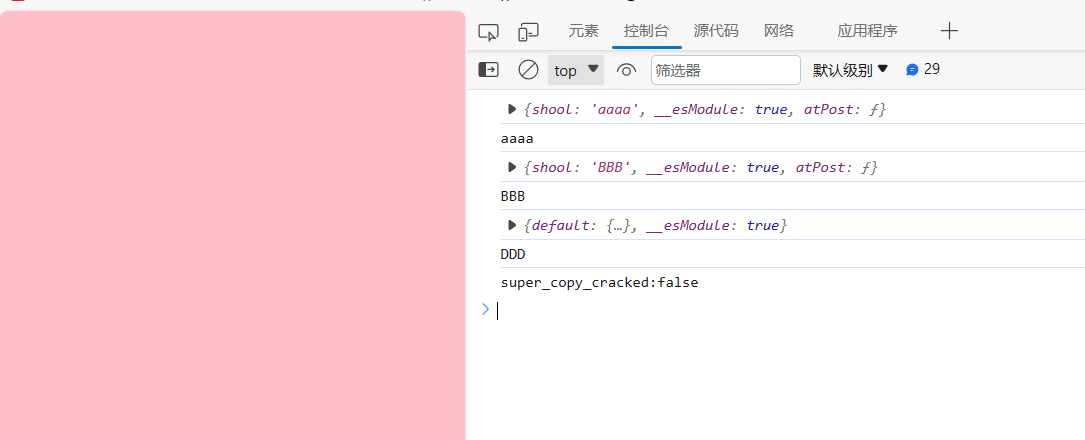 元素 控制台 源代码 网络 应用程序
top 筛选器 默认级别 29
{shool: 'aaaa', __esModule: true, atPost: ƒ}
aaaa
{shool: 'BBB', __esModule: true, atPost: ƒ}
BBB
{default: {…}, __esModule: true}
DDD
super_copy_cracked:false